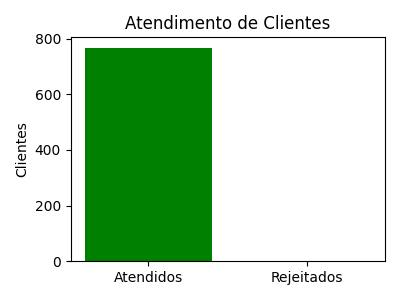 Atendimento de Clientes
800
600
400
200
0
Clientes
Atendidos
Rejeitados